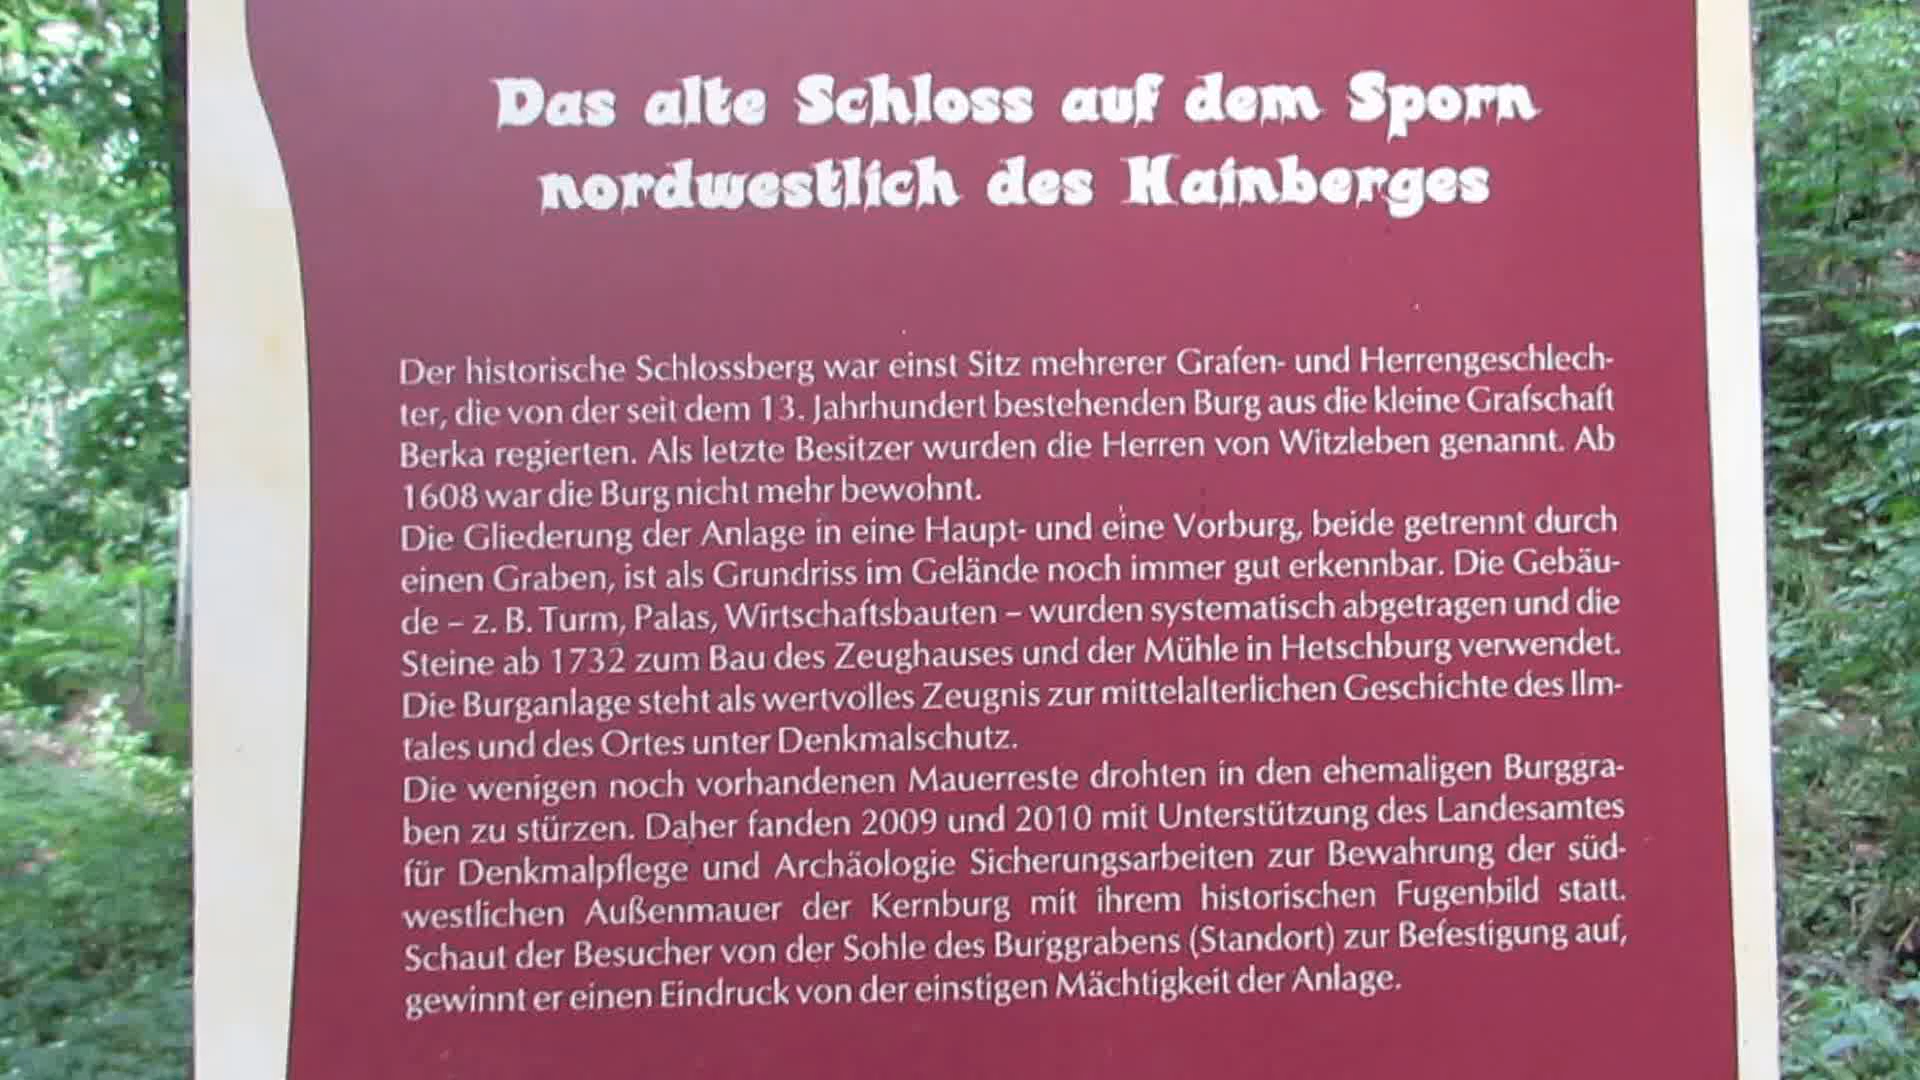 Das alte Schloss auf dem Sporn
nordwestlich des Hainberges
Der historische Schlossberg war einst Sitz mehrerer Grafen- und Herrengeschlech-
ter, die von der seit dem 13. Jahrhundert bestehenden Burg aus die kleine Grafschaft
Berka regierten. Als letzte Besitzer wurden die Herren von Witzleben genannt. Ab
1608 war die Burg nicht mehr bewohnt.
Die Gliederung der Anlage in eine Haupt- und eine Vorburg, beide getrennt durch
einen Graben, ist als Grundriss im Gelände noch immer gut erkennbar. Die Gebäu-
de – z. B. Turm, Palas, Wirtschaftsbauten – wurden systematisch abgetragen und die
Steine ab 1732 zum Bau des Zeughauses und der Mühle in Hetschburg verwendet.
Die Burganlage steht als wertvolles Zeugnis zur mittelalterlichen Geschichte des Ilm-
tales und des Ortes unter Denkmalschutz.
Die wenigen noch vorhandenen Mauerreste drohten in den ehemaligen Burggra-
ben zu stürzen. Daher fanden 2009 und 2010 mit Unterstützung des Landesamtes
für Denkmalpflege und Archäologie Sicherungsarbeiten zur Bewahrung der süd-
westlichen Außenmauer der Kernburg mit ihrem historischen Fugenbild statt.
Schaut der Besucher von der Sohle des Burggrabens (Standort) zur Befestigung auf,
gewinnt er einen Eindruck von der einstigen Mächtigkeit der Anlage.